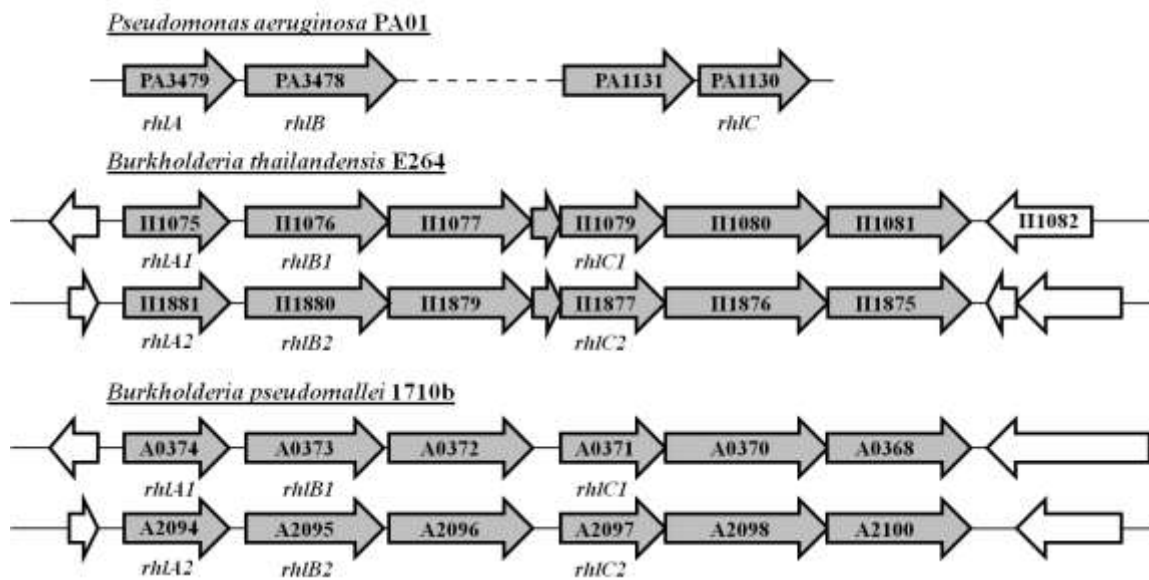 Pseudomonas aeruginosa PA01
PA3479 PA3478 PA1131 PA1130
rhlA rhlB rhlC
Burkholderia thailandensis E264
II1075 II1076 II1077 II1079 II1080 II1081 II1082
rhlA1 rhlB1 rhlC1
II1881 II1880 II1879 II1877 II1876 II1875
rhlA2 rhlB2 rhlC2
Burkholderia pseudomallei 1710b
A0374 A0373 A0372 A0371 A0370 A0368
rhlA1 rhlB1 rhlC1
A2094 A2095 A2096 A2097 A2098 A2100
rhlA2 rhlB2 rhlC2